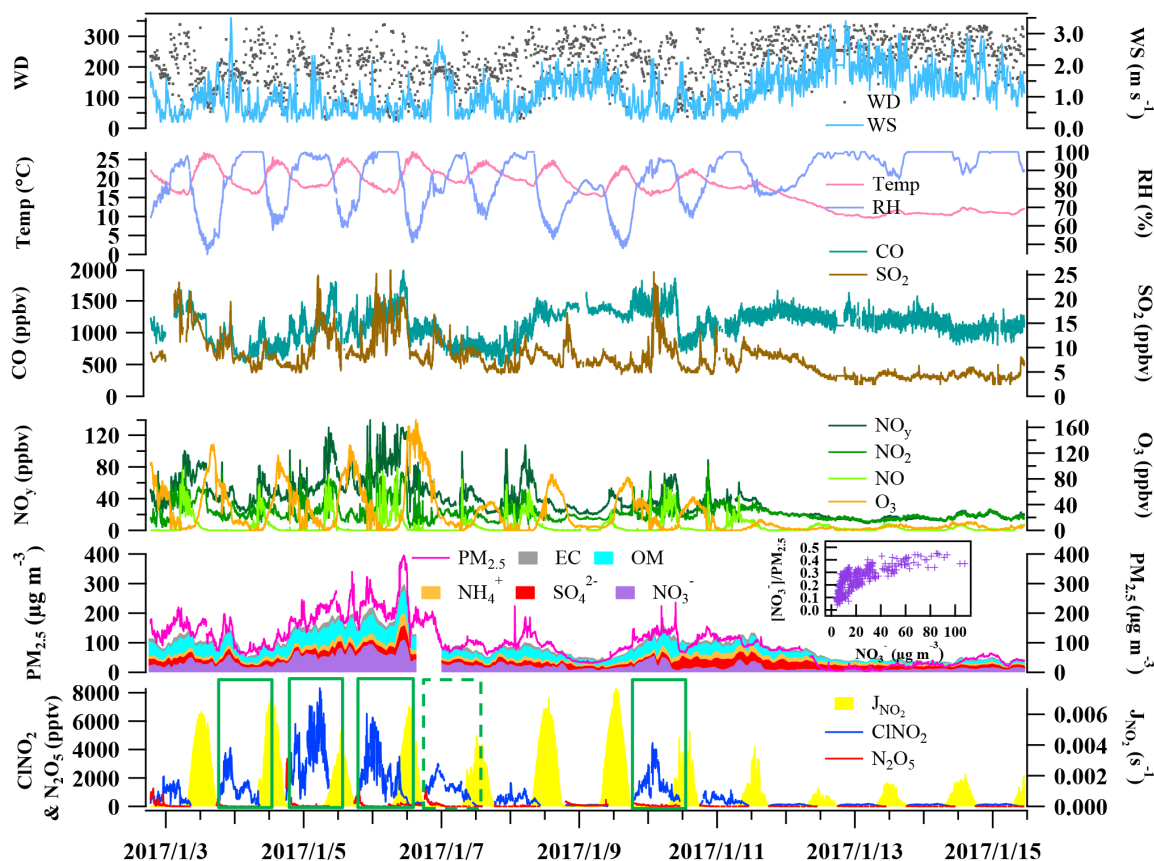 WD
300
200
100
0
3.0
2.0
1.0
0.0
WS (m s⁻¹)
WD
WS
Temp (°C)
25
20
15
10
5
0
100
90
80
70
60
50
RH (%)
Temp
RH
CO
SO₂
CO (ppbv)
2000
1500
1000
500
0
25
20
15
10
5
0
SO₂ (ppbv)
NOy (ppbv)
120
80
40
0
160
120
80
40
0
O₃ (ppbv)
NOy
NO₂
NO
O₃
PM₂.₅ (µg m⁻³)
400
300
200
100
0
400
300
200
100
0
PM₂.₅ (µg m⁻³)
PM₂.₅ EC OM
NH₄⁺ SO₄²⁻ NO₃⁻
[NO₃⁻]/PM₂.₅
0.5
0.4
0.3
0.2
0.1
0.0
0 20 40 60 80 100
NO₃⁻ (µg m⁻³)
ClNO₂
& N₂O₅ (pptv)
8000
6000
4000
2000
0
0.006
0.004
0.002
0.000
J_NO₂ (s⁻¹)
J_NO₂
ClNO₂
N₂O₅
2017/1/3 2017/1/5 2017/1/7 2017/1/9 2017/1/11 2017/1/13 2017/1/15